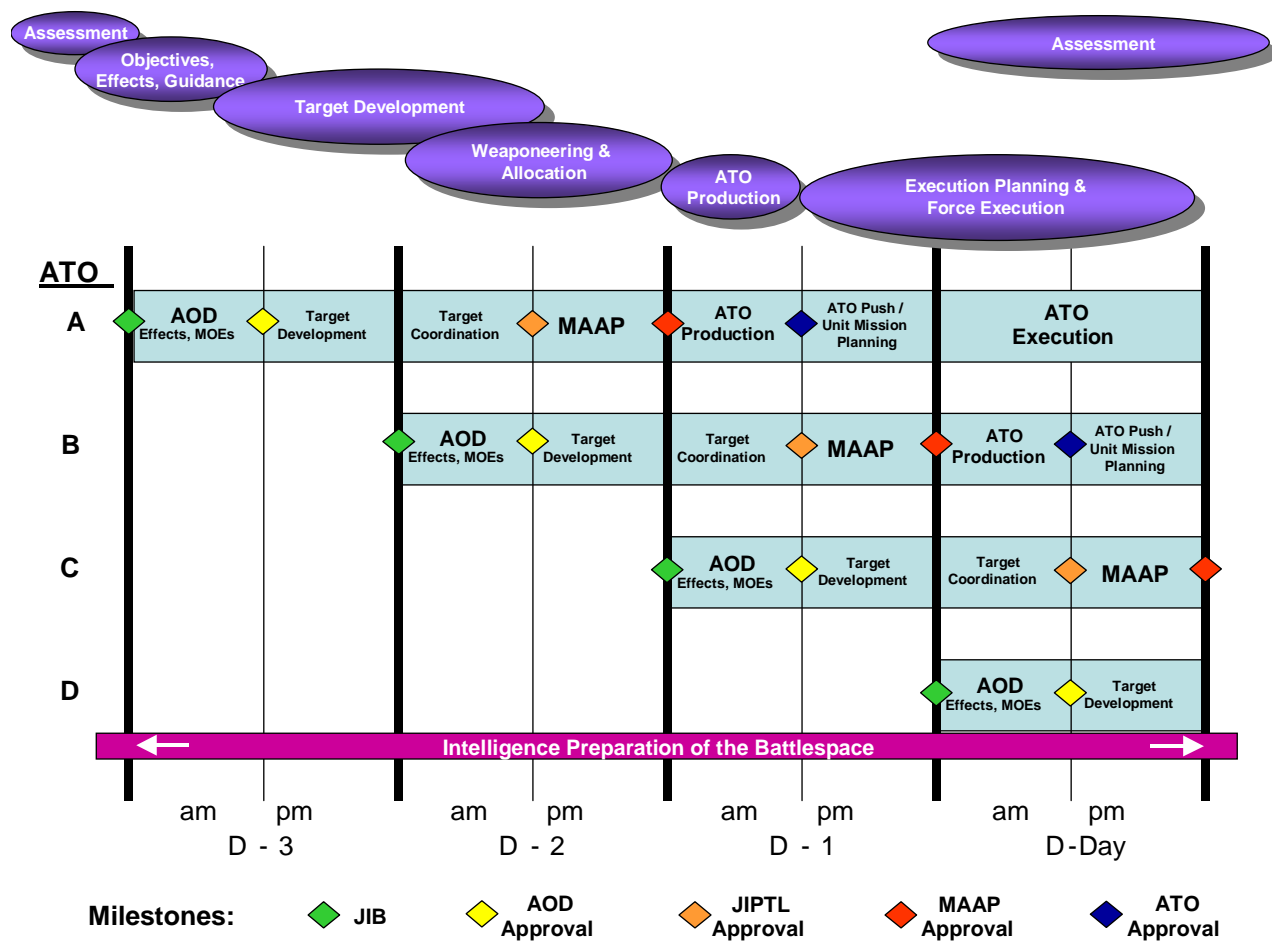 Assessment
Assessment
Objectives,
Effects, Guidance
Target Development
Weaponeering &
Allocation
ATO
Production
Execution Planning &
Force Execution
ATO
A
AOD
Effects, MOEs
Target
Development
Target
Coordination
MAAP
ATO
Production
ATO Push /
Unit Mission
Planning
ATO
Execution
B
AOD
Effects, MOEs
Target
Development
Target
Coordination
MAAP
ATO
Production
ATO Push /
Unit Mission
Planning
C
AOD
Effects, MOEs
Target
Development
Target
Coordination
MAAP
D
AOD
Effects, MOEs
Target
Development
Intelligence Preparation of the Battlespace
am pm am pm am pm am pm
D - 3 D - 2 D - 1 D-Day
Milestones:
JIB
AOD
Approval
JIPTL
Approval
MAAP
Approval
ATO
Approval